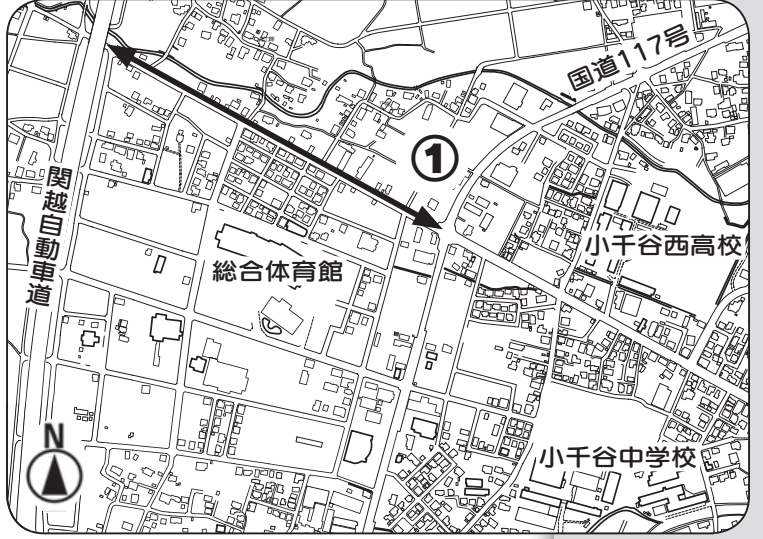 国道117号
①
関越自動車道
小千谷西高校
総合体育館
N
小千谷中学校